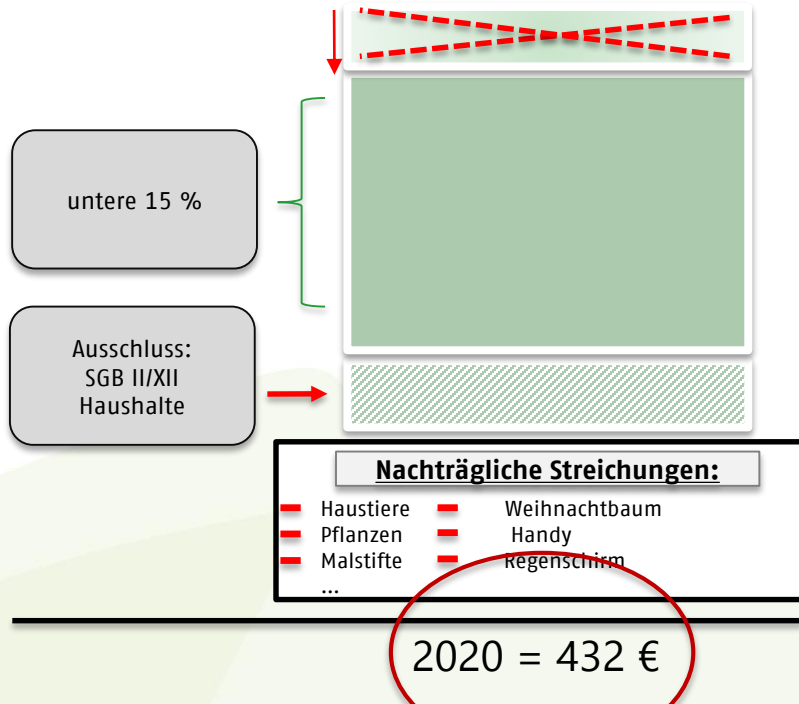 untere 15 %
Ausschluss:
SGB II/XII
Haushalte
Nachträgliche Streichungen:
Haustiere Weihnachtbaum
Pflanzen Handy
Malstifte Regenschirm
...
2020 = 432 €